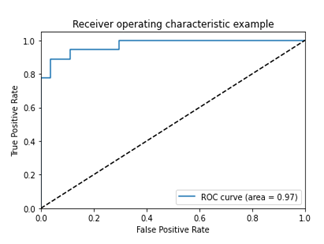 Receiver operating characteristic example
1.0
0.8
0.6
0.4
0.2
0.0
True Positive Rate
0.0 0.2 0.4 0.6 0.8 1.0
False Positive Rate
ROC curve (area = 0.97)